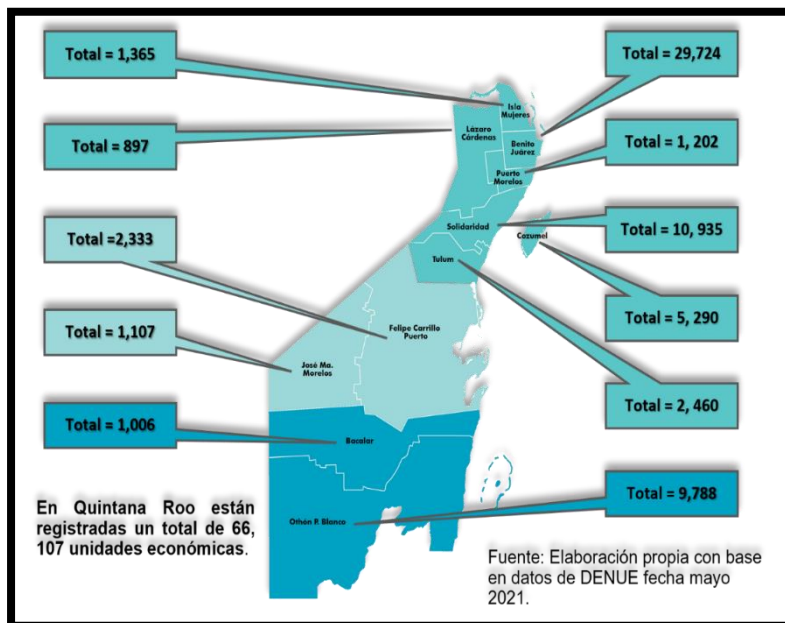 Total = 1,365
Total = 29,724
Isla
Mujeres
Lázaro
Cárdenas
Benito
Juárez
Total = 897
Total = 1, 202
Puerto
Morelos
Total =2,333
Solidaridad
Cozumel
Total = 10, 935
Tulum
Total = 1,107
Felipe Carrillo
Puerto
Total = 5, 290
José Ma.
Morelos
Total = 1,006
Bacalar
Total = 2, 460
Total = 9,788
Othón P. Blanco
En Quintana Roo están
registradas un total de 66,
107 unidades económicas.
Fuente: Elaboración propia con base
en datos de DENUE fecha mayo
2021.